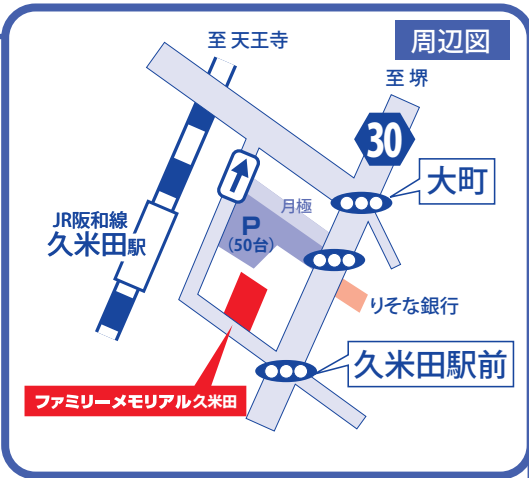 周辺図
至 天王寺
至 堺
30
大町
月極
P
(50台)
JR阪和線
久米田駅
りそな銀行
久米田駅前
ファミリーメモリアル久米田